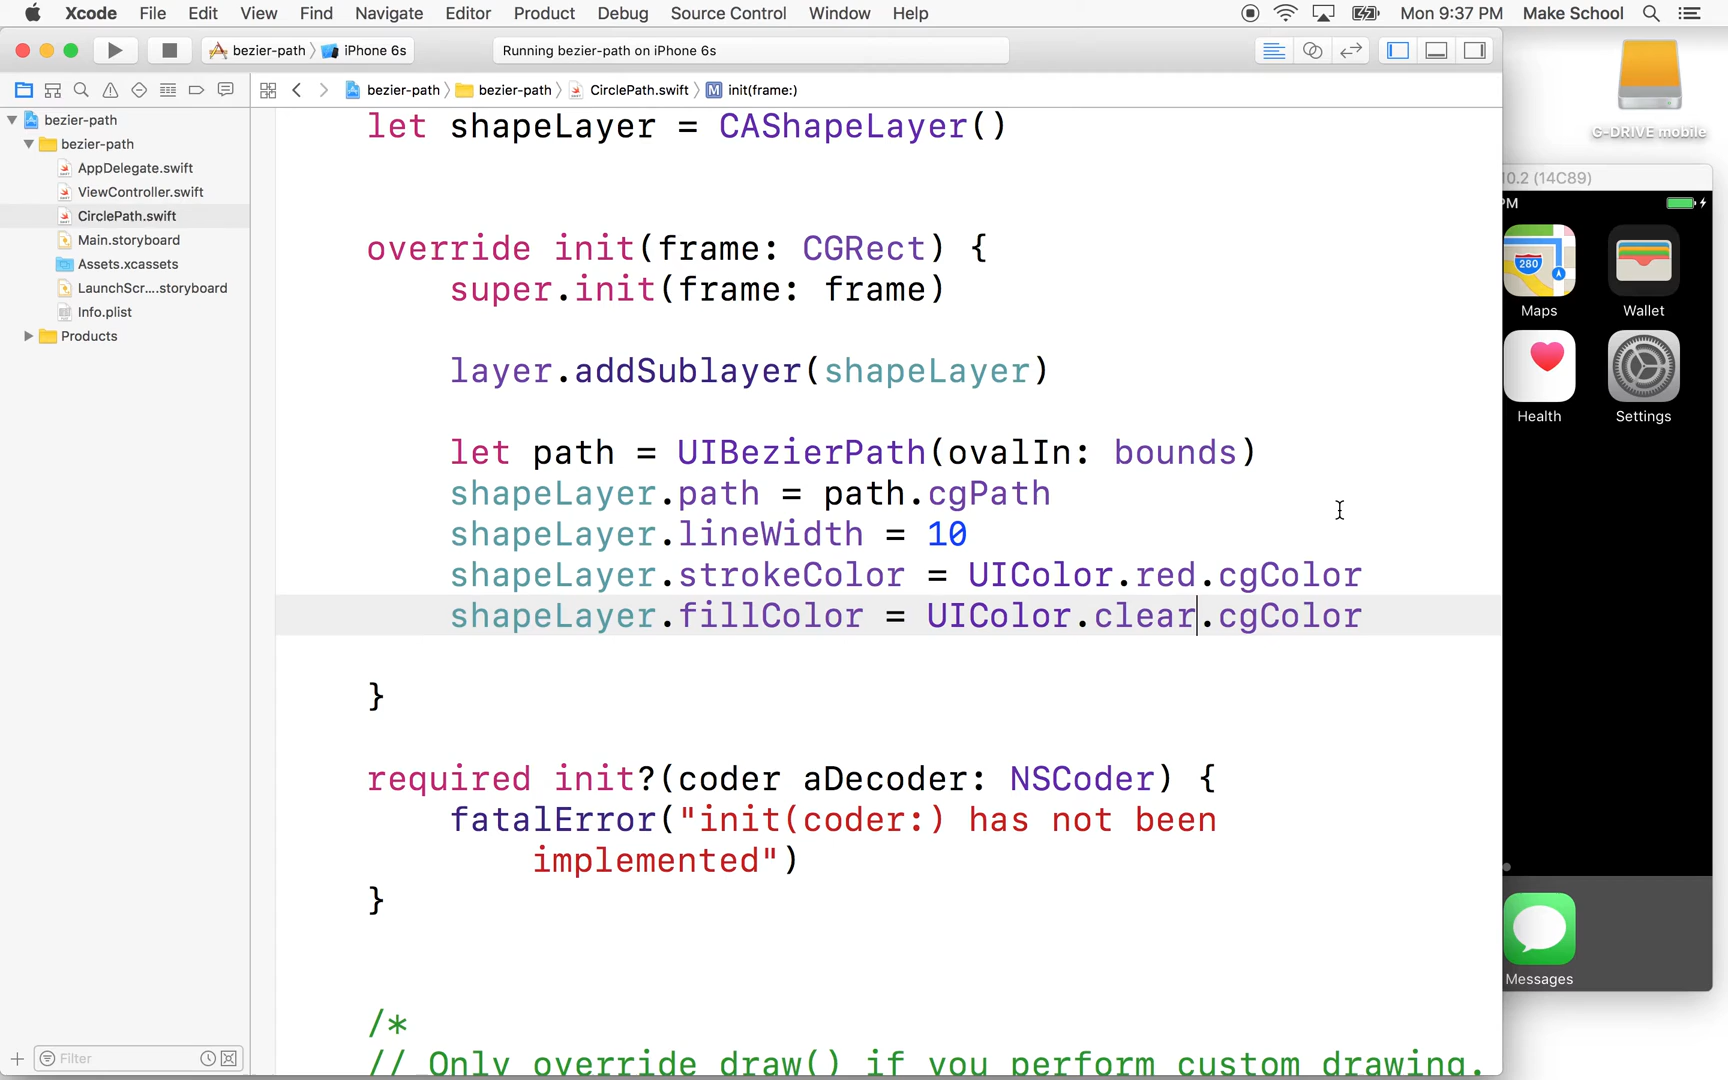 Xcode File Edit View Find Navigate Editor Product Debug Source Control Window Help Mon 9:37 PM Make School
bezier-path iPhone 6s Running bezier-path on iPhone 6s
bezier-path bezier-path CirclePath.swift M init(frame:)
bezier-path
bezier-path
AppDelegate.swift
ViewController.swift
CirclePath.swift
Main.storyboard
Assets.xcassets
LaunchScr....storyboard
Info.plist
Products
Filter
let shapeLayer = CAShapeLayer()
override init(frame: CGRect) {
super.init(frame: frame)
layer.addSublayer(shapeLayer)
let path = UIBezierPath(ovalIn: bounds)
shapeLayer.path = path.cgPath
shapeLayer.lineWidth = 10
shapeLayer.strokeColor = UIColor.red.cgColor
shapeLayer.fillColor = UIColor.clear.cgColor
}
required init?(coder aDecoder: NSCoder) {
fatalError("init(coder:) has not been
implemented")
}
/*
// Only override draw() if you perform custom drawing.
G-DRIVE mobile
10.2 (14C89)
PM
280
Maps
Wallet
Health
Settings
Messages